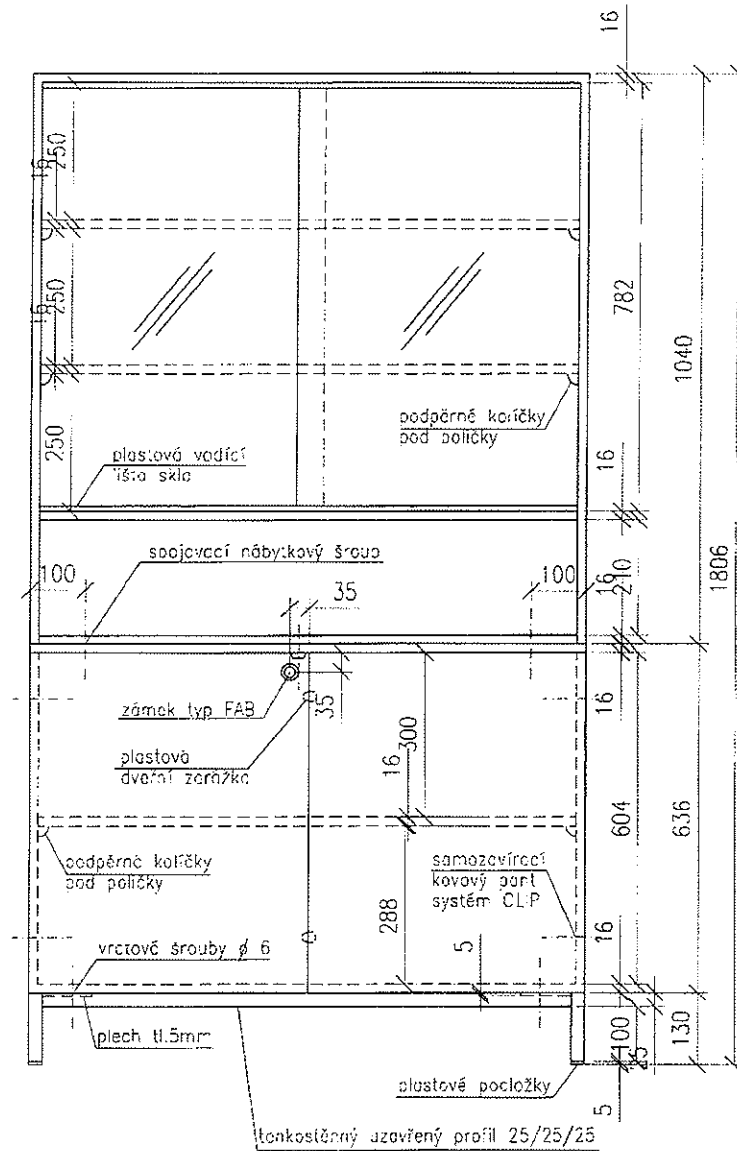 16
16
250
16
250
250
782
1040
1806
podpěrné kolíčky
pod poličky
plastová vodící
lišta skla
16
spojovací nábytkový šroub
100
35
100
16
210
zámek typ FAB
35
300
16
plastová
dveřní zarážka
16
604
636
podpěrné kolíčky
pod poličky
288
samozavírací
kovový pant
systém CLIP
vratové šrouby ø 6
5
16
plech tl.5mm
100
25
130
plastové podložky
5
tenkostěnný uzavřený profil 25/25/25